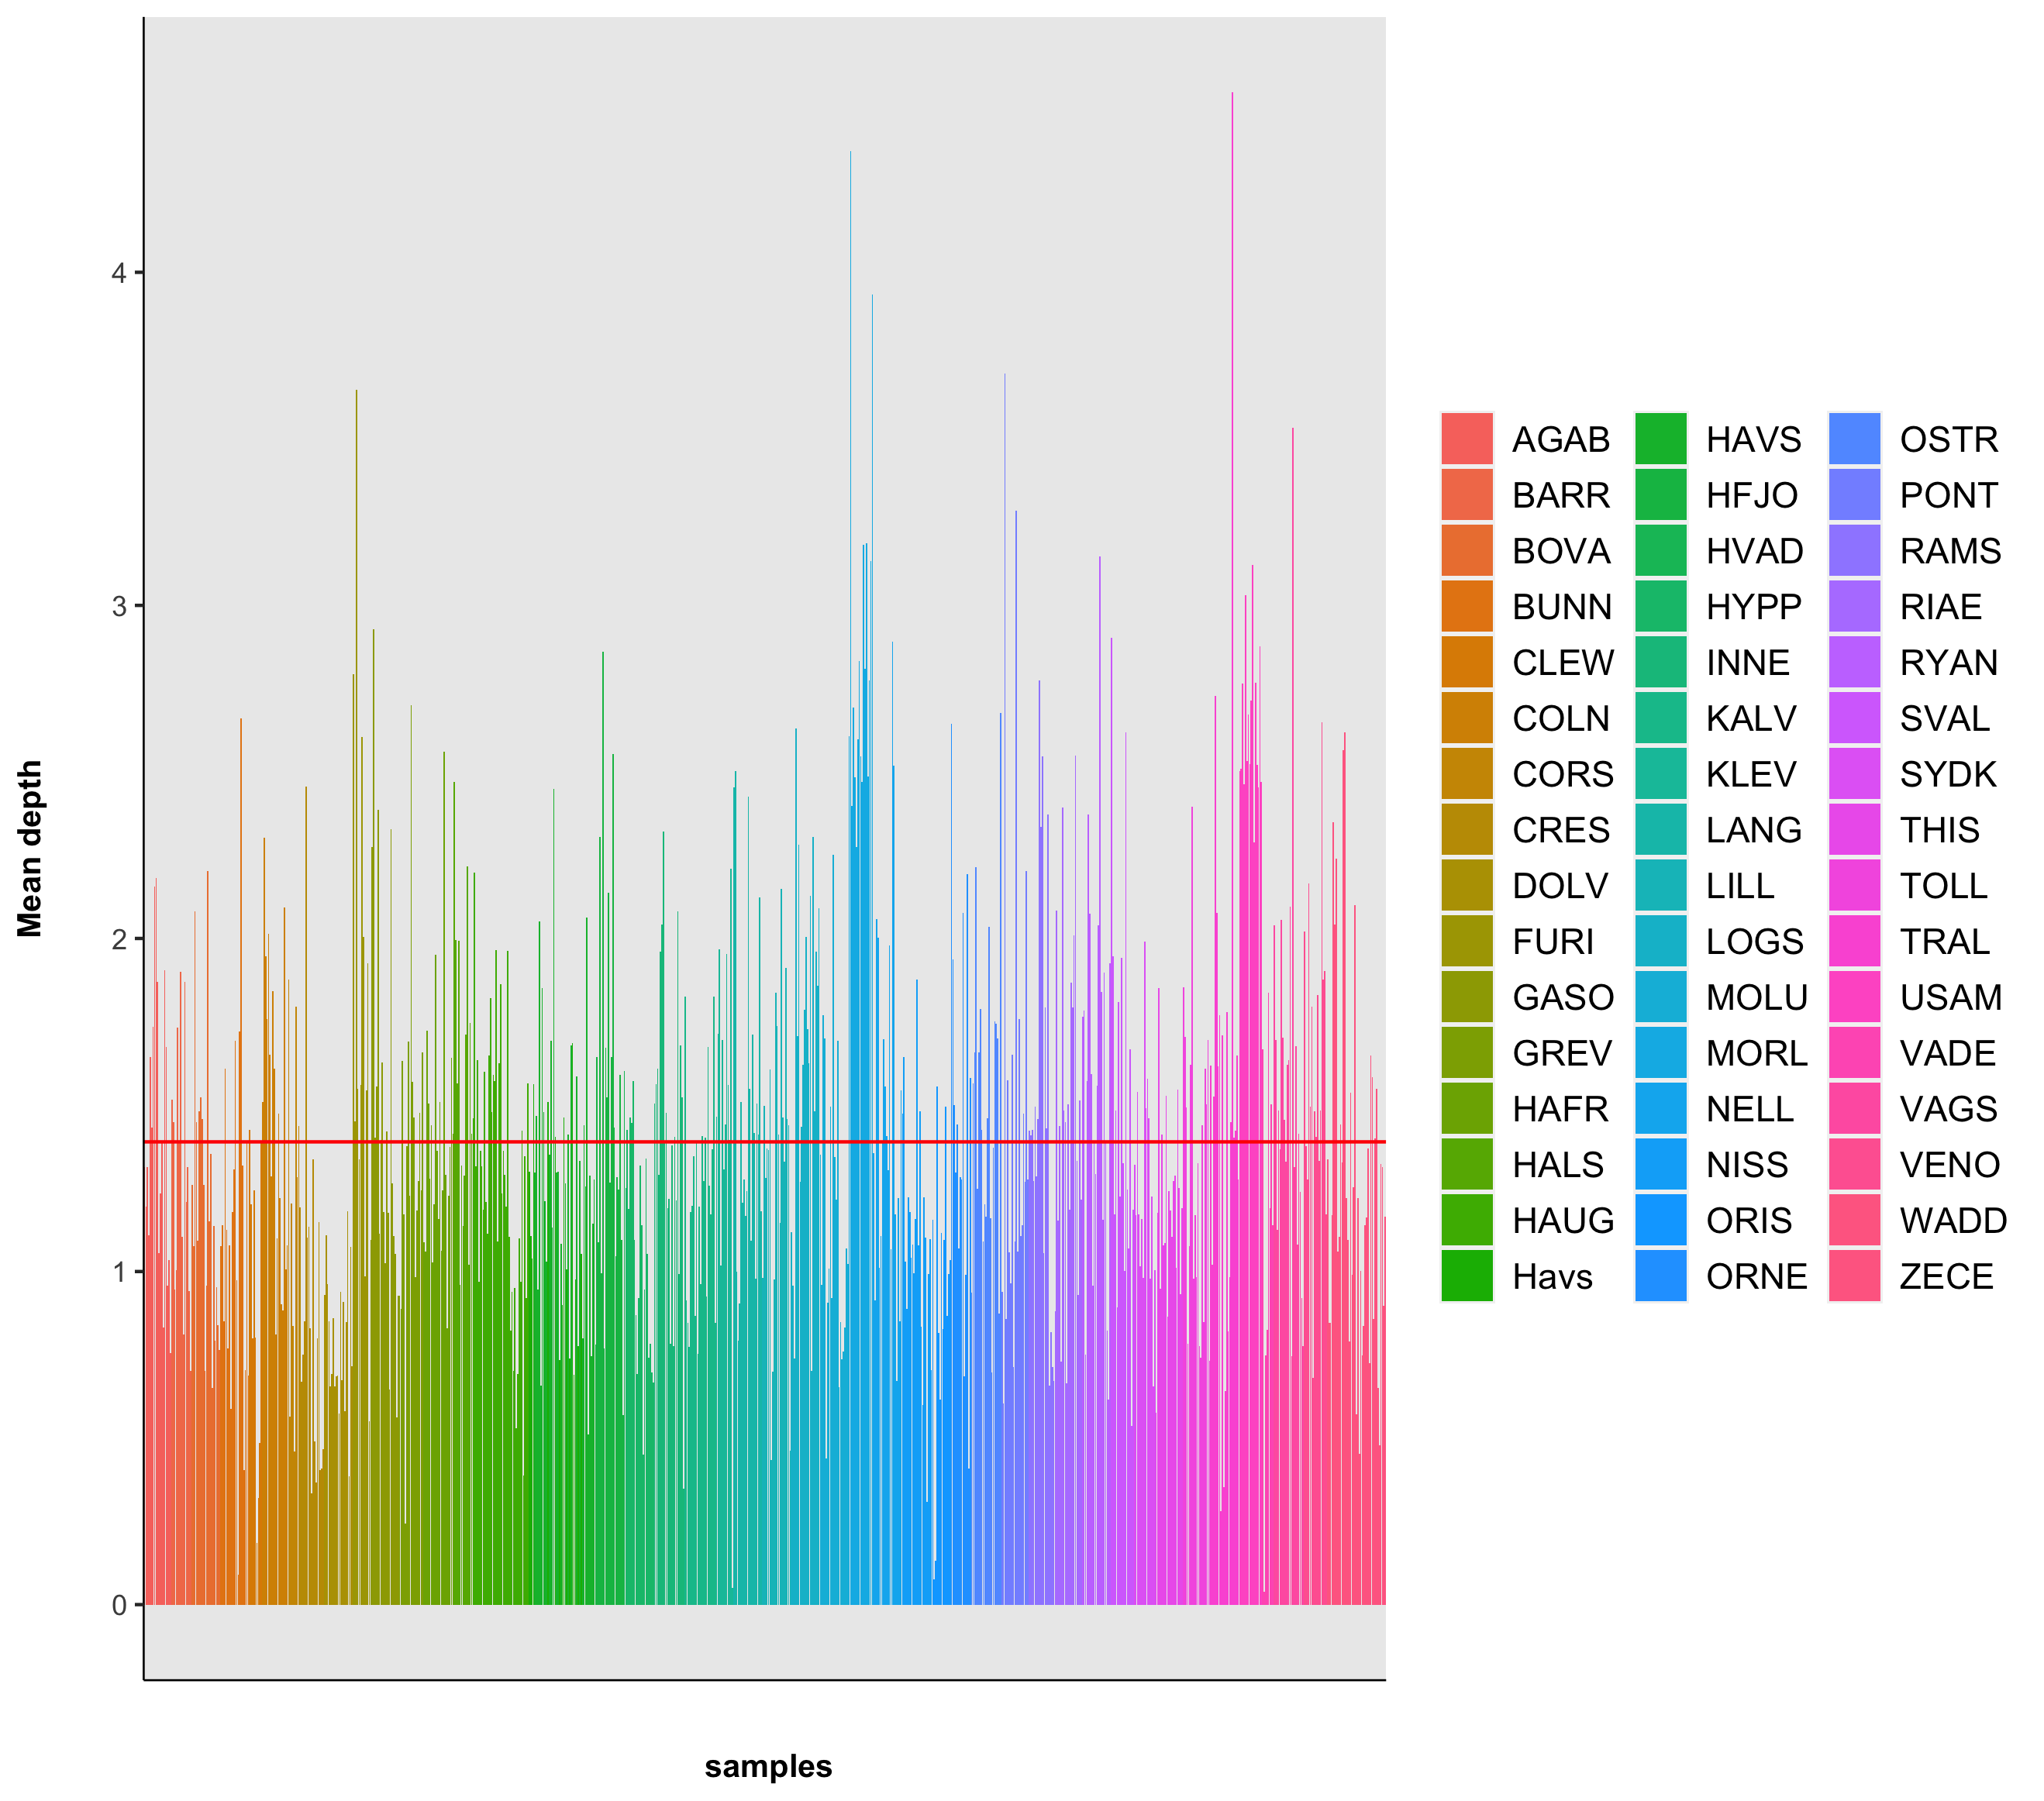 Mean depth
4
3
2
1
0
samples
AGAB
BARR
BOVA
BUNN
CLEW
COLN
CORS
CRES
DOLV
FURI
GASO
GREV
HAFR
HALS
HAUG
Havs
HAVS
HFJO
HVAD
HYPP
INNE
KALV
KLEV
LANG
LILL
LOGS
MOLU
MORL
NELL
NISS
ORIS
ORNE
OSTR
PONT
RAMS
RIAE
RYAN
SVAL
SYDK
THIS
TOLL
TRAL
USAM
VADE
VAGS
VENO
WADD
ZECE